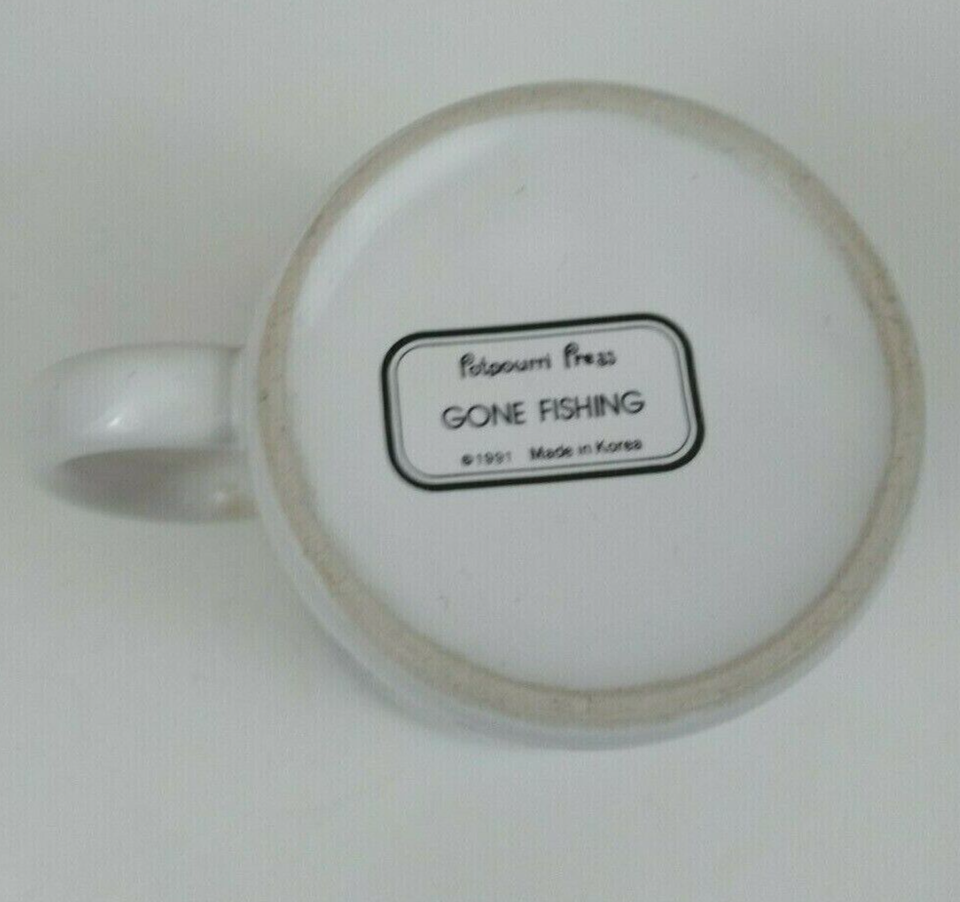 Potpourri Press
GONE FISHING
©1991 Made in Korea